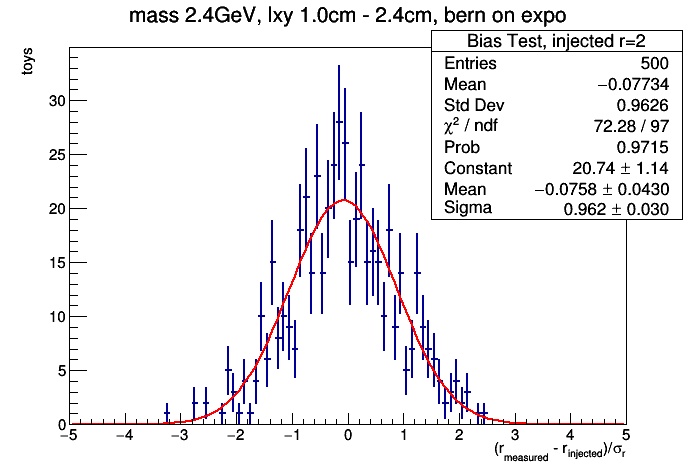 mass 2.4GeV, lxy 1.0cm - 2.4cm, bern on expo
toys
Bias Test, injected r=2
Entries 500
Mean −0.07734
Std Dev 0.9626
χ² / ndf 72.28 / 97
Prob 0.9715
Constant 20.74 ± 1.14
Mean −0.0758 ± 0.0430
Sigma 0.962 ± 0.030
30
25
20
15
10
5
0
−5 −4 −3 −2 −1 0 1 2 3 4 5
(r_measured - r_injected)/σ_r